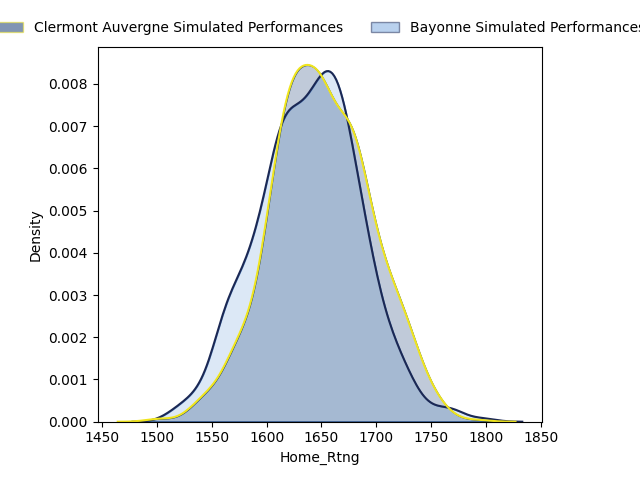 Clermont Auvergne Simulated Performances
Bayonne Simulated Performances
0.008
0.007
0.006
0.005
0.004
0.003
0.002
0.001
0.000
Density
1450 1500 1550 1600 1650 1700 1750 1800 1850
Home_Rtng